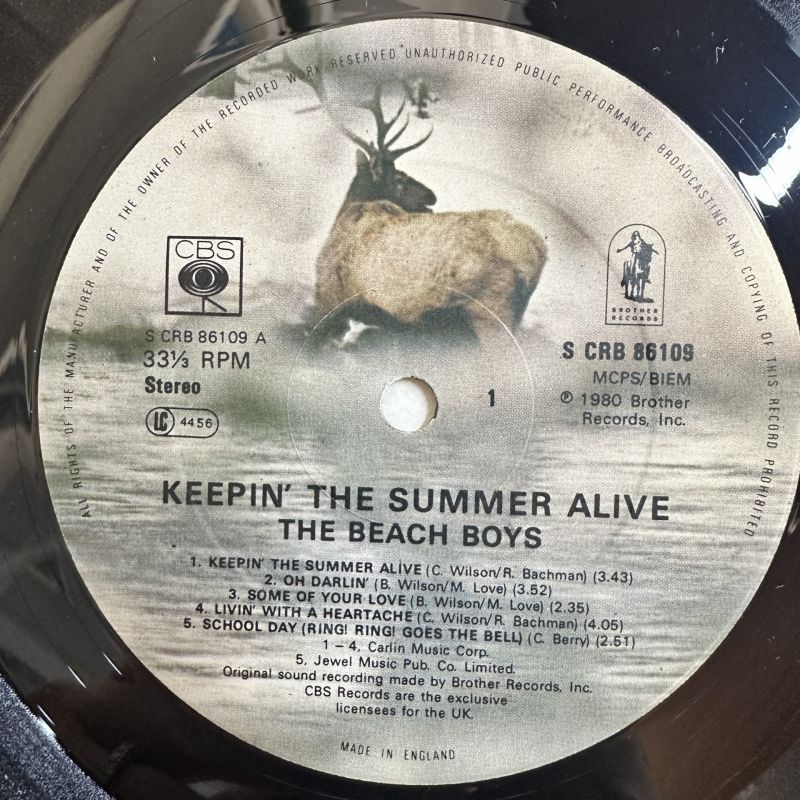 ALL RIGHTS OF THE MANUFACTURER AND OF THE OWNER OF THE RECORDED WORK RESERVED UNAUTHORIZED PUBLIC PERFORMANCE BROADCASTING AND COPYING OF THIS RECORD PROHIBITED
CBS
BROTHER
RECORDS
S CRB 86109 A
33⅓ RPM
Stereo
LC 4456
1
S CRB 86109
MCPS/BIEM
℗ 1980 Brother
Records, Inc.
KEEPIN' THE SUMMER ALIVE
THE BEACH BOYS
1. KEEPIN' THE SUMMER ALIVE (C. Wilson/R. Bachman) (3.43)
2. OH DARLIN' (B. Wilson/M. Love) (3.52)
3. SOME OF YOUR LOVE (B. Wilson/M. Love) (2.35)
4. LIVIN' WITH A HEARTACHE (C. Wilson/R. Bachman) (4.05)
5. SCHOOL DAY (RING! RING! GOES THE BELL) (C. Berry) (2.51)
1 – 4, Carlin Music Corp.
5, Jewel Music Pub. Co. Limited.
Original sound recording made by Brother Records, Inc.
CBS Records are the exclusive
licensees for the UK.
MADE IN ENGLAND